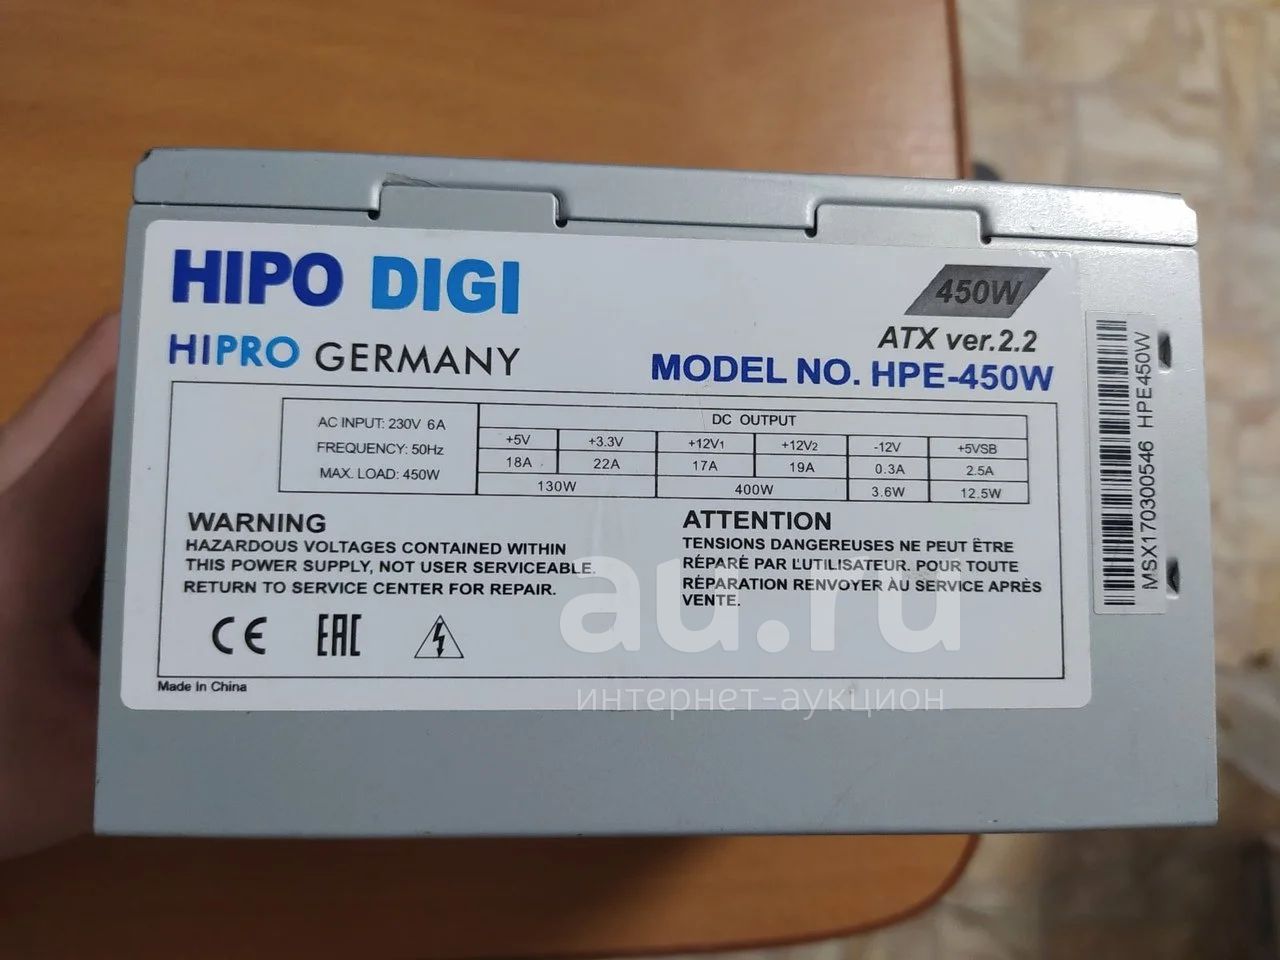 HIPO DIGI
450W
ATX ver.2.2
HIPRO GERMANY
MODEL NO. HPE-450W
AC INPUT: 230V 6A
FREQUENCY: 50Hz
MAX. LOAD: 450W
DC OUTPUT
+5V +3.3V +12V1 +12V2 -12V +5VSB
18A 22A 17A 19A 0.3A 2.5A
130W 400W 3.6W 12.5W
WARNING
HAZARDOUS VOLTAGES CONTAINED WITHIN
THIS POWER SUPPLY, NOT USER SERVICEABLE.
RETURN TO SERVICE CENTER FOR REPAIR.
ATTENTION
TENSIONS DANGEREUSES NE PEUT ÊTRE
RÉPARÉ PAR L'UTILISATEUR. POUR TOUTE
RÉPARATION RENVOYER ÀU SERVICE APRÈS
VENTE.
CE EAC
Made In China
MSX170300546 HPE450W
au.ru
интернет-аукцион